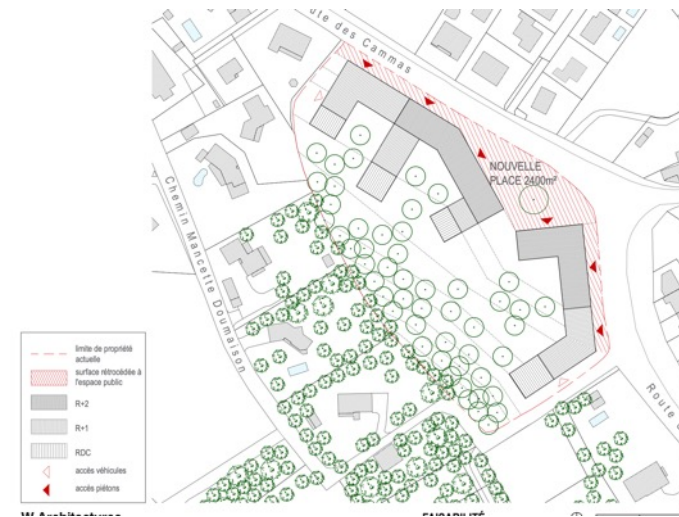 Route des Cammas
NOUVELLE
PLACE 2400m²
Chemin Mancette Doumaison
Route
limite de propriété
actuelle
surface rétrocédée à
l'espace public
R+2
R+1
RDC
accès véhicules
accès piétons
W-Architectures